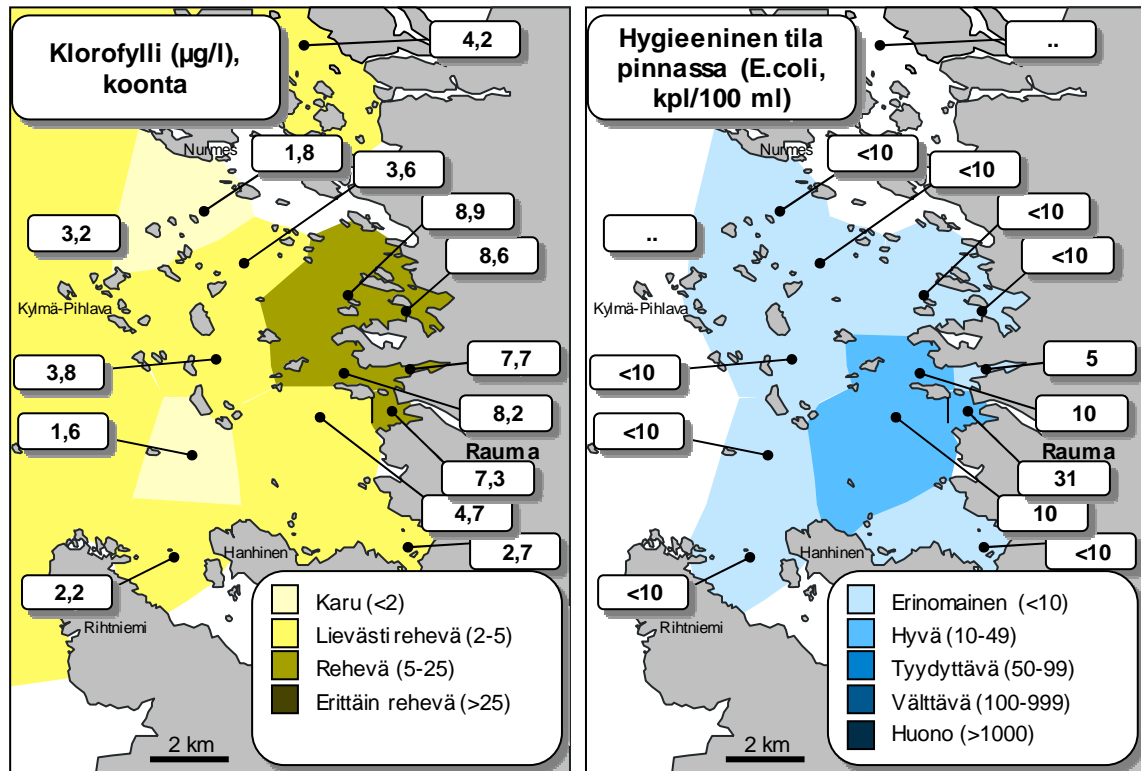 Klorofylli (µg/l),
koonta
4,2
Nurmes
1,8
3,6
8,9
3,2
8,6
Kylmä-Pihlava
3,8
7,7
8,2
1,6
Rauma
7,3
4,7
Hanhinen
2,7
2,2
Rihtniemi
Karu (<2)
Lievästi rehevä (2-5)
Rehevä (5-25)
Erittäin rehevä (>25)
2 km
Hygieeninen tila
pinnassa (E.coli,
kpl/100 ml)
..
Nurmes
<10
<10
<10
..
<10
Kylmä-Pihlava
<10
5
10
<10
Rauma
31
10
Hanhinen
<10
<10
Rihtniemi
Erinomainen (<10)
Hyvä (10-49)
Tyydyttävä (50-99)
Välttävä (100-999)
Huono (>1000)
2 km